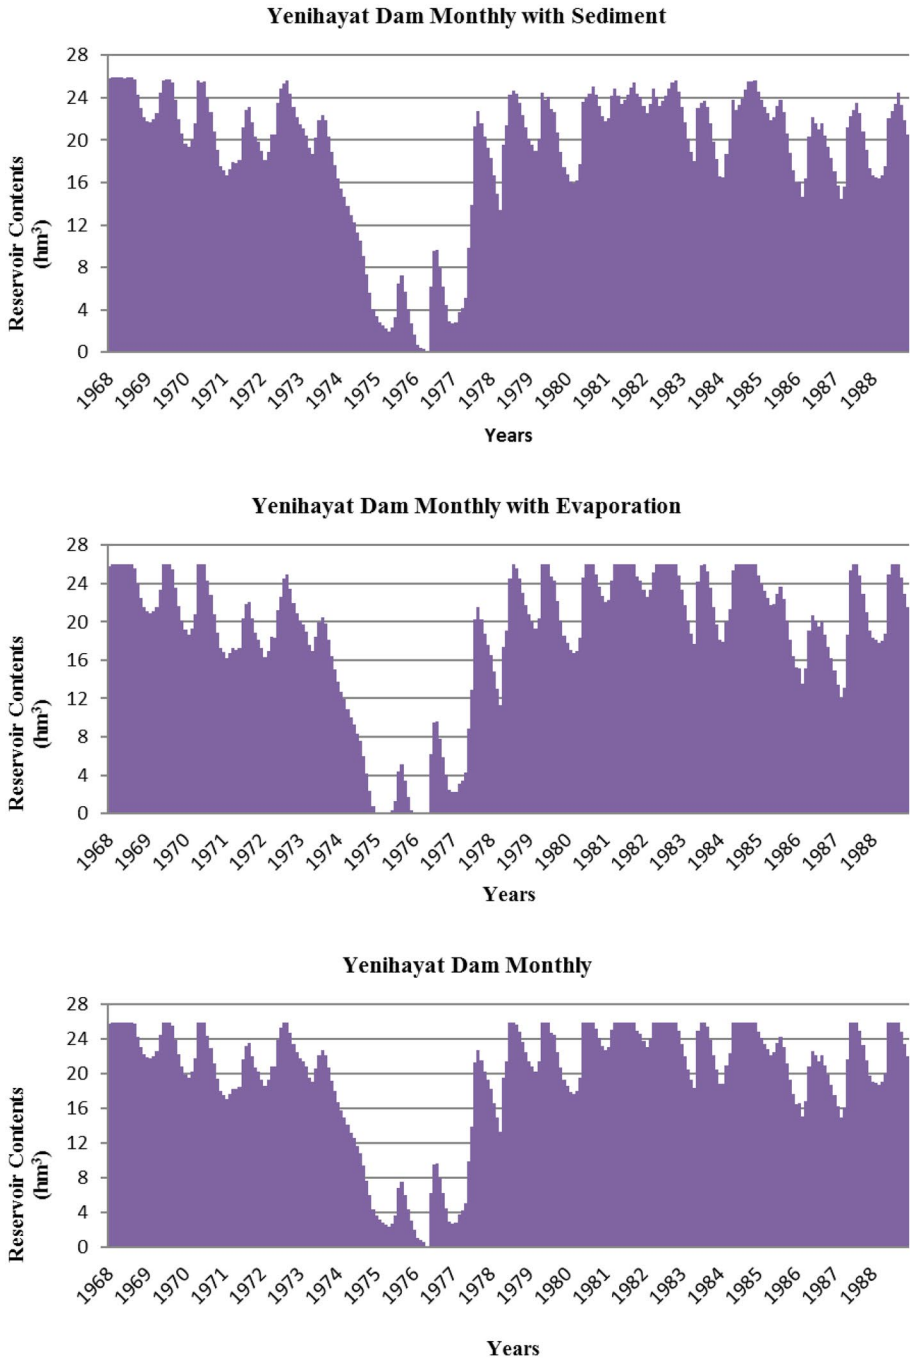 Yenihayat Dam Monthly with Sediment
28
24
20
16
12
8
4
0
Reservoir Contents
(hm³)
1968 1969 1970 1971 1972 1973 1974 1975 1976 1977 1978 1979 1980 1981 1982 1983 1984 1985 1986 1987 1988
Years
Yenihayat Dam Monthly with Evaporation
28
24
20
16
12
8
4
0
Reservoir Contents
(hm³)
1968 1969 1970 1971 1972 1973 1974 1975 1976 1977 1978 1979 1980 1981 1982 1983 1984 1985 1986 1987 1988
Years
Yenihayat Dam Monthly
28
24
20
16
12
8
4
0
Reservoir Contents
(hm³)
1968 1969 1970 1971 1972 1973 1974 1975 1976 1977 1978 1979 1980 1981 1982 1983 1984 1985 1986 1987 1988
Years